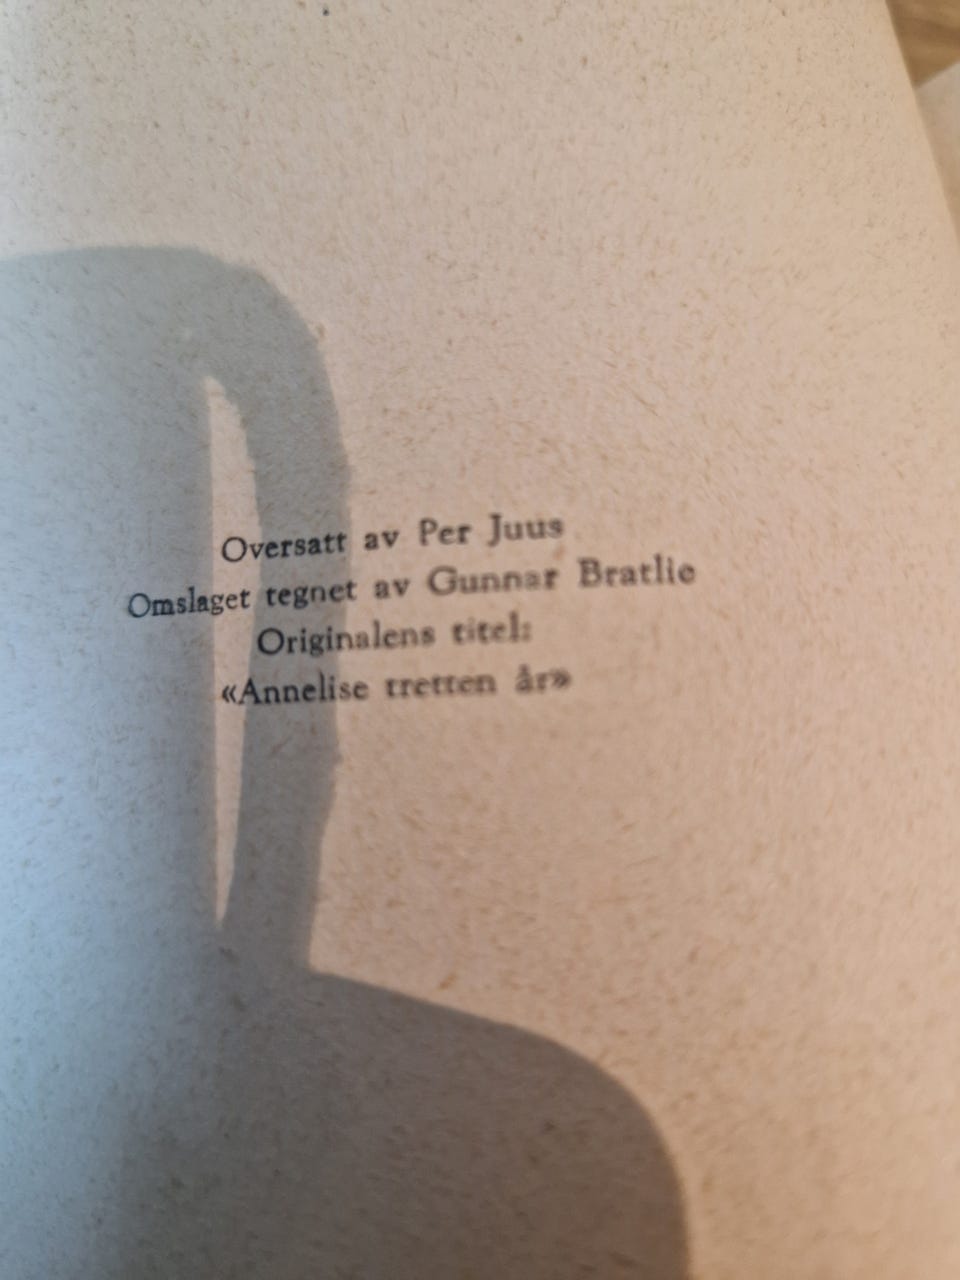 Oversatt av Per Juus
Omslaget tegnet av Gunnar Bratlie
Originalens titel:
«Annelise tretten år»